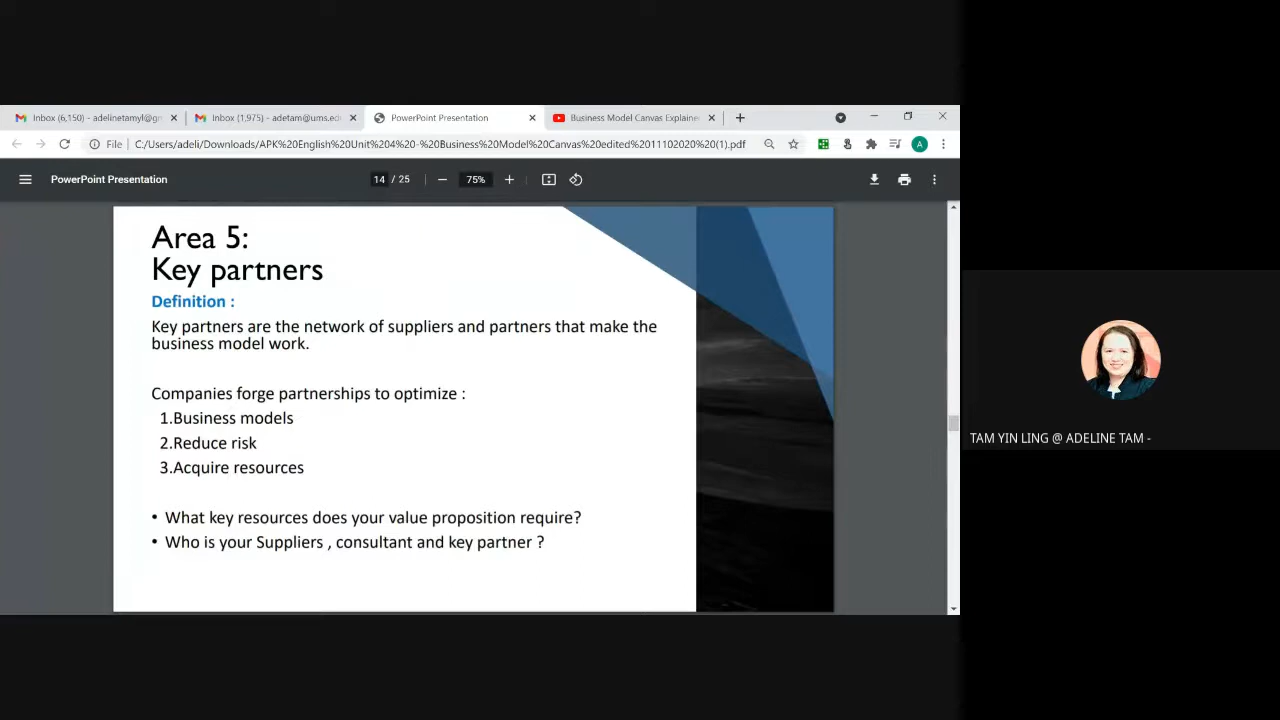 Inbox (6,150) - adelinetamyl@gm
Inbox (1,975) - adetam@ums.ed
PowerPoint Presentation
Business Model Canvas Explaine
File
C:/Users/adeli/Downloads/APK%20English%20Unit%204%20-%20Business%20Model%20Canvas%20edited%2011102020%20(1).pdf
A
PowerPoint Presentation
14 / 25
75%
Area 5:
Key partners
Definition :
Key partners are the network of suppliers and partners that make the
business model work.
Companies forge partnerships to optimize :
1.Business models
2.Reduce risk
3.Acquire resources
• What key resources does your value proposition require?
• Who is your Suppliers , consultant and key partner ?
TAM YIN LING @ ADELINE TAM -